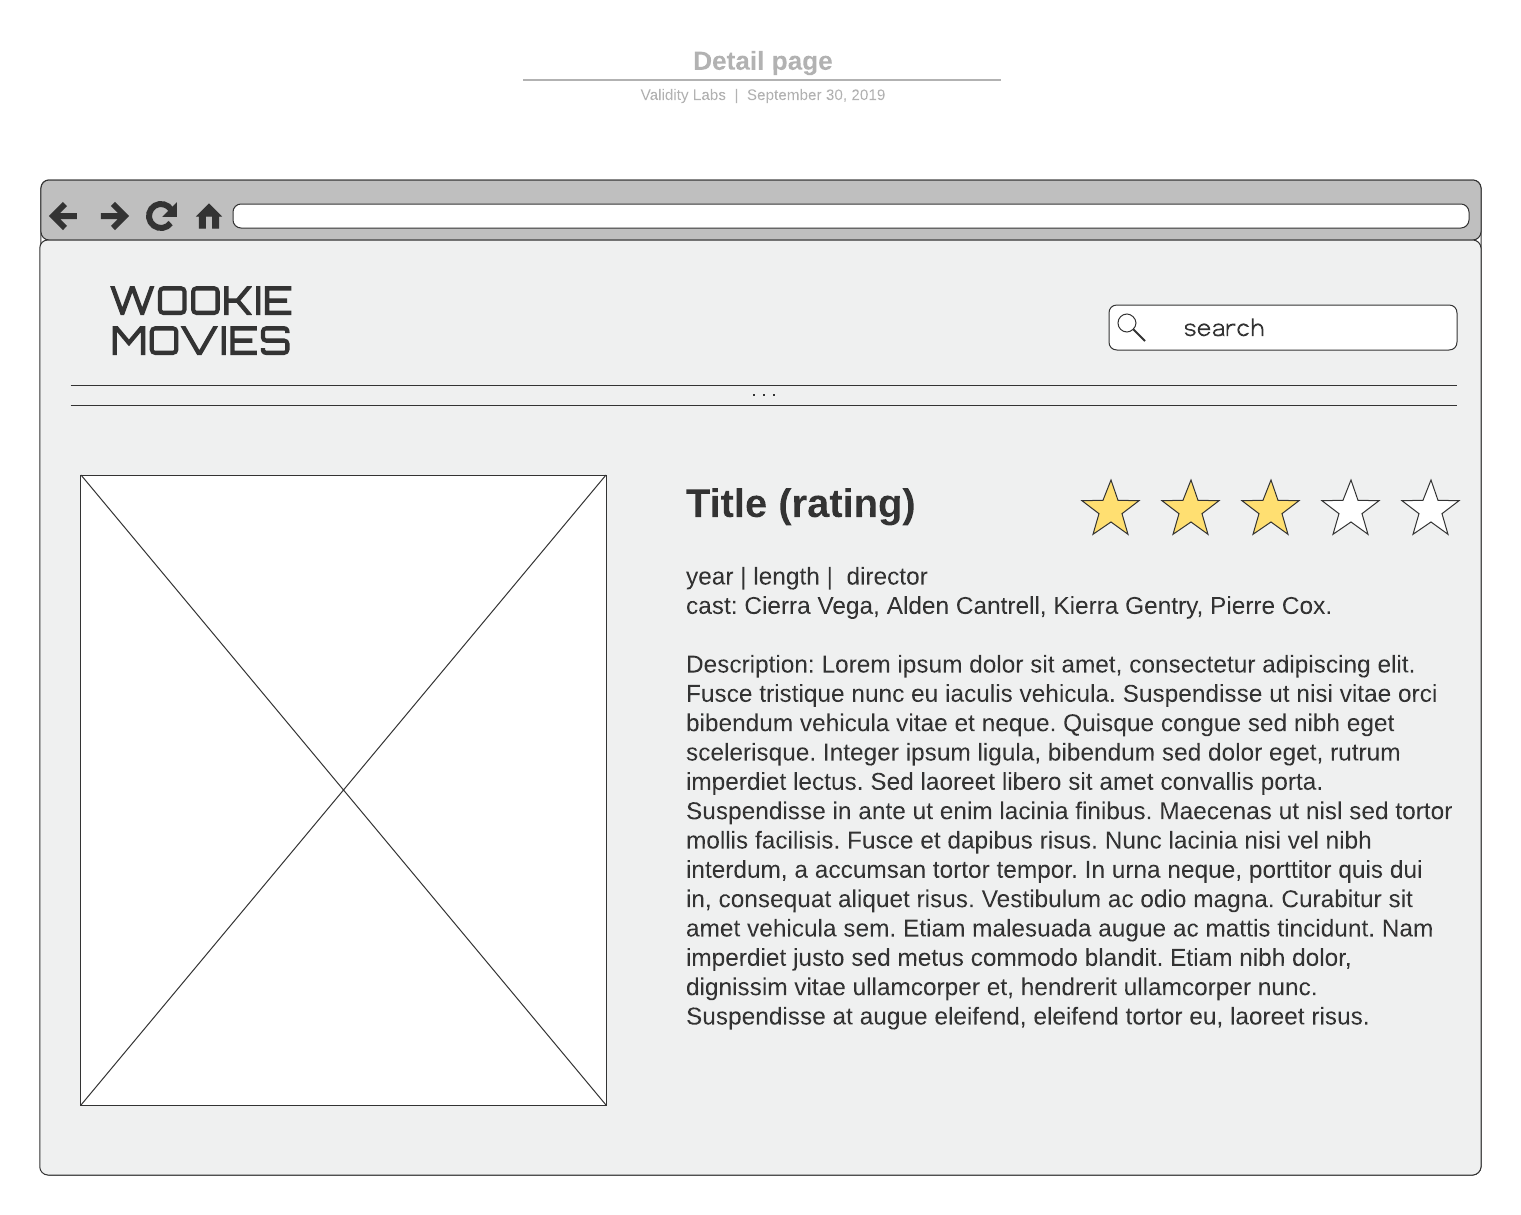 Detail page
Validity Labs | September 30, 2019
WOOKIE
MOVIES
search
. . .
Title (rating)
year | length |  director
cast: Cierra Vega, Alden Cantrell, Kierra Gentry, Pierre Cox.
Description: Lorem ipsum dolor sit amet, consectetur adipiscing elit.
Fusce tristique nunc eu iaculis vehicula. Suspendisse ut nisi vitae orci
bibendum vehicula vitae et neque. Quisque congue sed nibh eget
scelerisque. Integer ipsum ligula, bibendum sed dolor eget, rutrum
imperdiet lectus. Sed laoreet libero sit amet convallis porta.
Suspendisse in ante ut enim lacinia finibus. Maecenas ut nisl sed tortor
mollis facilisis. Fusce et dapibus risus. Nunc lacinia nisi vel nibh
interdum, a accumsan tortor tempor. In urna neque, porttitor quis dui
in, consequat aliquet risus. Vestibulum ac odio magna. Curabitur sit
amet vehicula sem. Etiam malesuada augue ac mattis tincidunt. Nam
imperdiet justo sed metus commodo blandit. Etiam nibh dolor,
dignissim vitae ullamcorper et, hendrerit ullamcorper nunc.
Suspendisse at augue eleifend, eleifend tortor eu, laoreet risus.